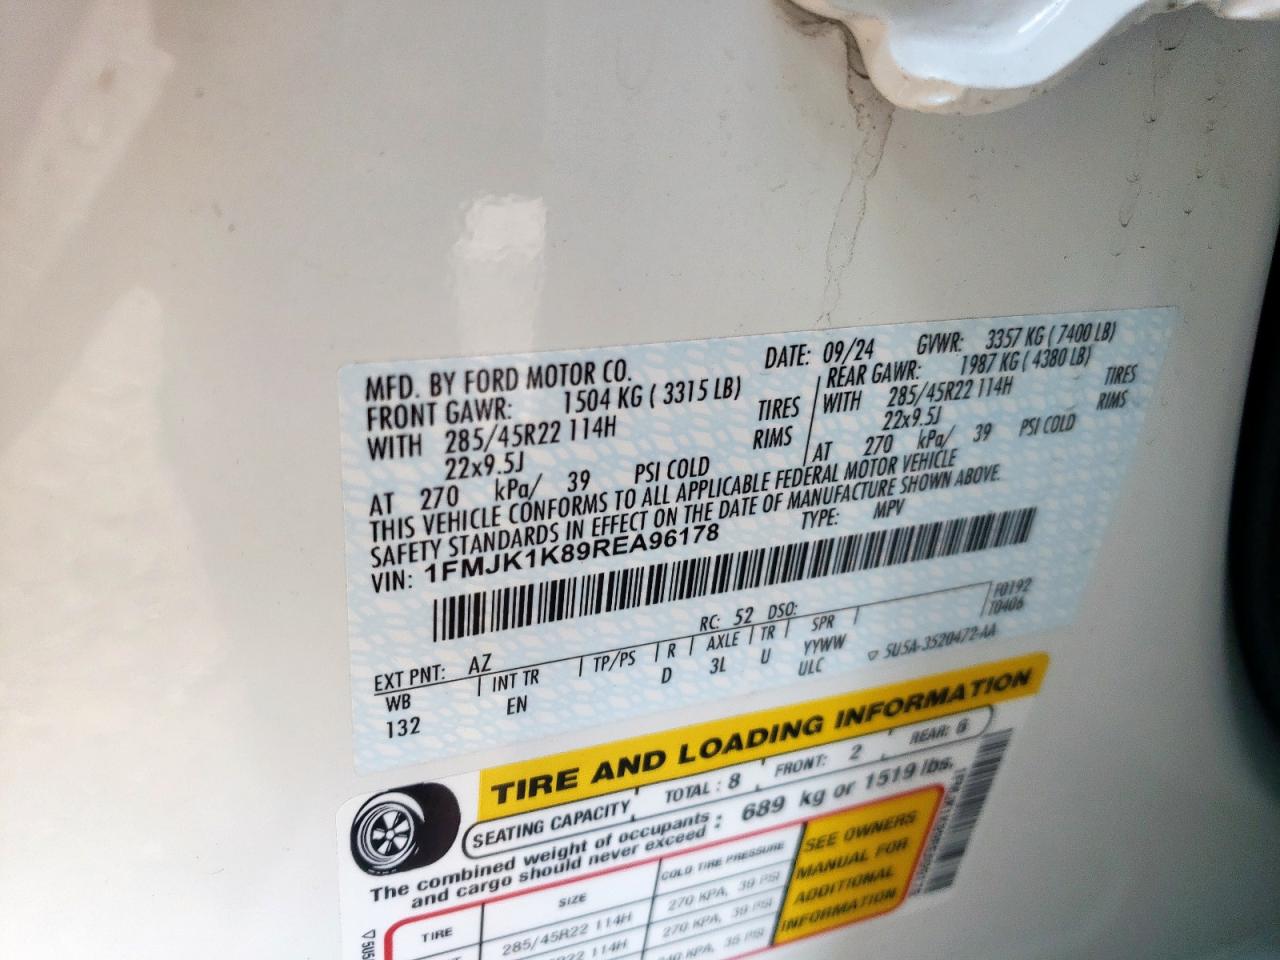 MFD. BY FORD MOTOR CO.
DATE: 09/24 GVWR: 3357 KG ( 7400 LB)
FRONT GAWR: 1504 KG ( 3315 LB)
REAR GAWR: 1987 KG ( 4380 LB)
WITH 285/45R22 114H TIRES
WITH 285/45R22 114H TIRES
22x9.5J RIMS
22x9.5J RIMS
AT 270 kPa/ 39 PSI COLD
AT 270 kPa/ 39 PSI COLD
THIS VEHICLE CONFORMS TO ALL APPLICABLE FEDERAL MOTOR VEHICLE
SAFETY STANDARDS IN EFFECT ON THE DATE OF MANUFACTURE SHOWN ABOVE.
VIN: 1FMJK1K89REA96178 TYPE: MPV
EXT PNT: AZ RC: 52 DSO: F0192
WB INT TR TP/PS R AXLE TR SPR T0406
132 EN D 3L U YYWW
ULC ▽ 5U5A-3520472-AA
TIRE AND LOADING INFORMATION
SEATING CAPACITY TOTAL : 8 FRONT: 2 REAR: 6
The combined weight of occupants and cargo should never exceed : 689 kg or 1519 lbs.
TIRE SIZE COLD TIRE PRESSURE
285/45R22 114H 270 KPA, 39 PSI
114H 270 KPA, 39 PSI
SEE OWNERS
MANUAL FOR
ADDITIONAL
INFORMATION